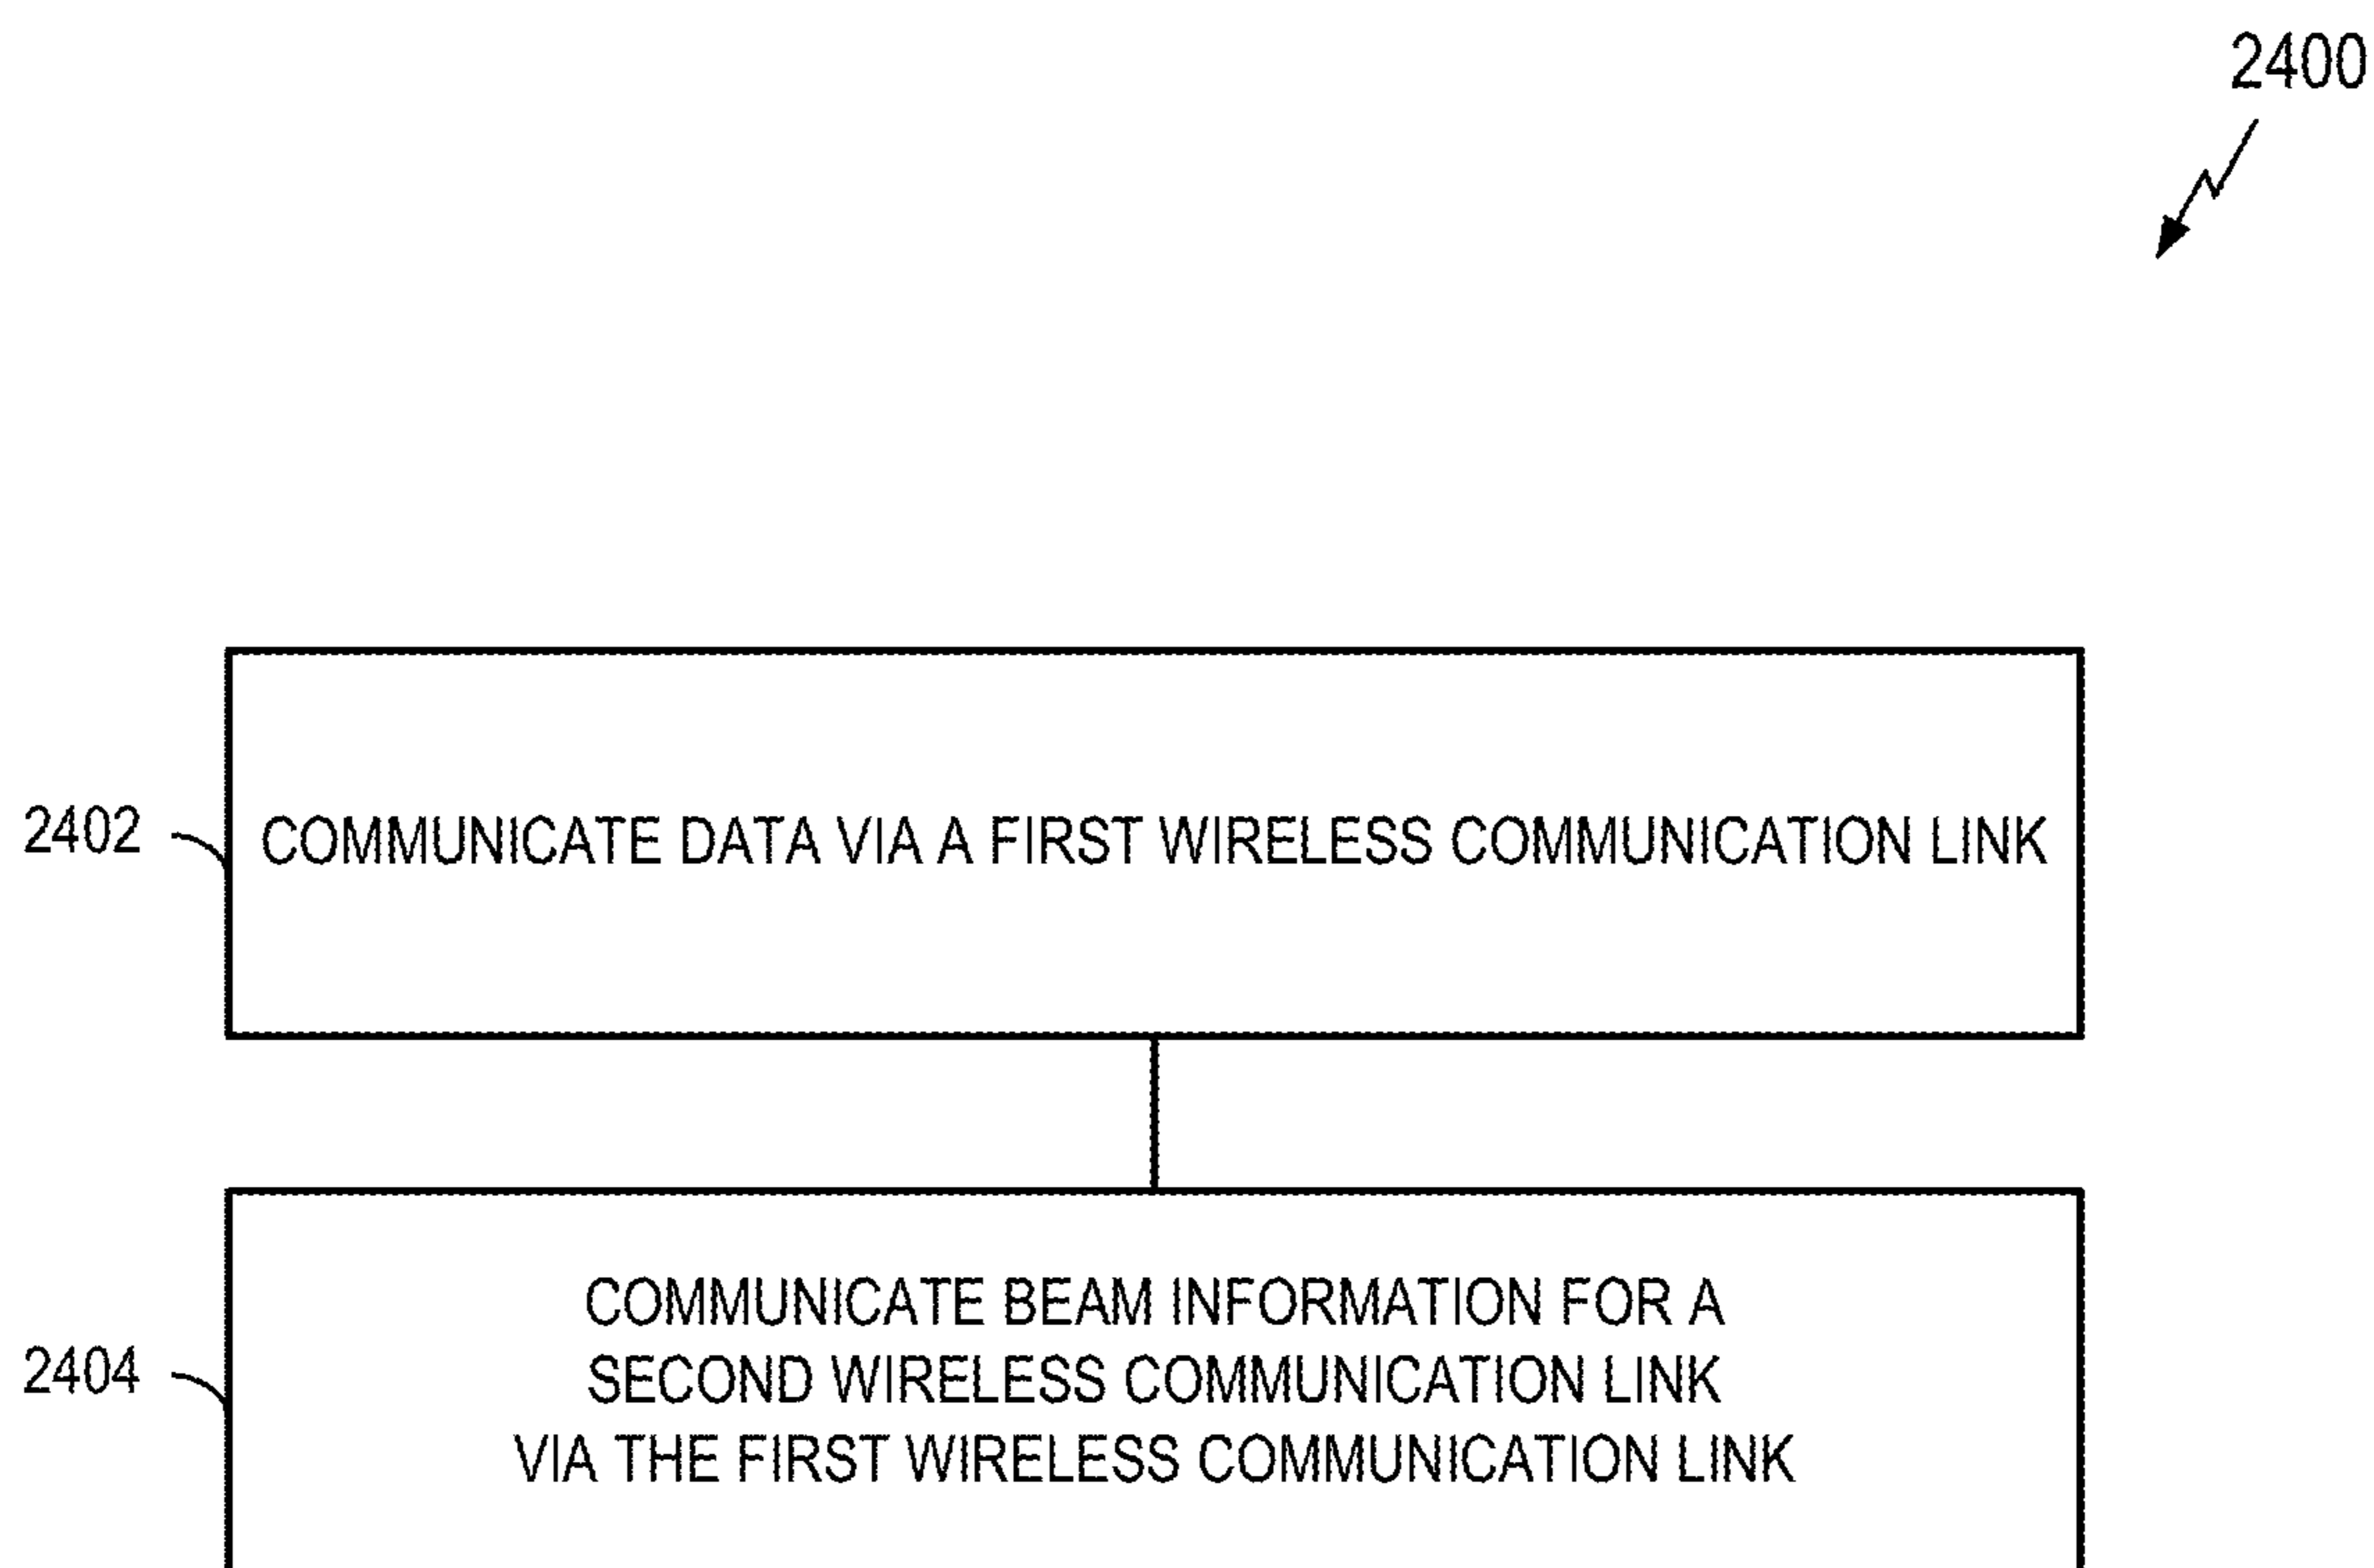 2400
2402
COMMUNICATE DATA VIA A FIRST WIRELESS COMMUNICATION LINK
2404
COMMUNICATE BEAM INFORMATION FOR A
SECOND WIRELESS COMMUNICATION LINK
VIA THE FIRST WIRELESS COMMUNICATION LINK